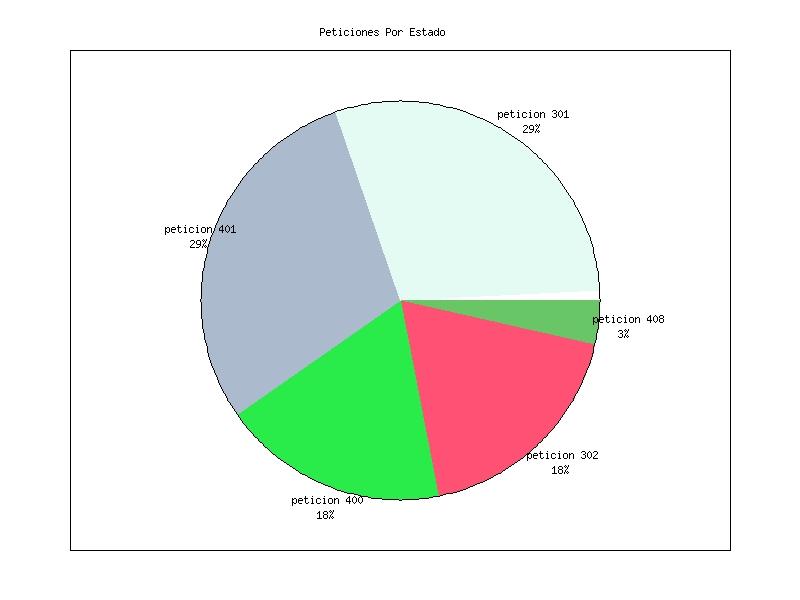 Peticiones Por Estado
peticion 301
29%
peticion 401
29%
peticion 408
3%
peticion 302
18%
peticion 400
18%